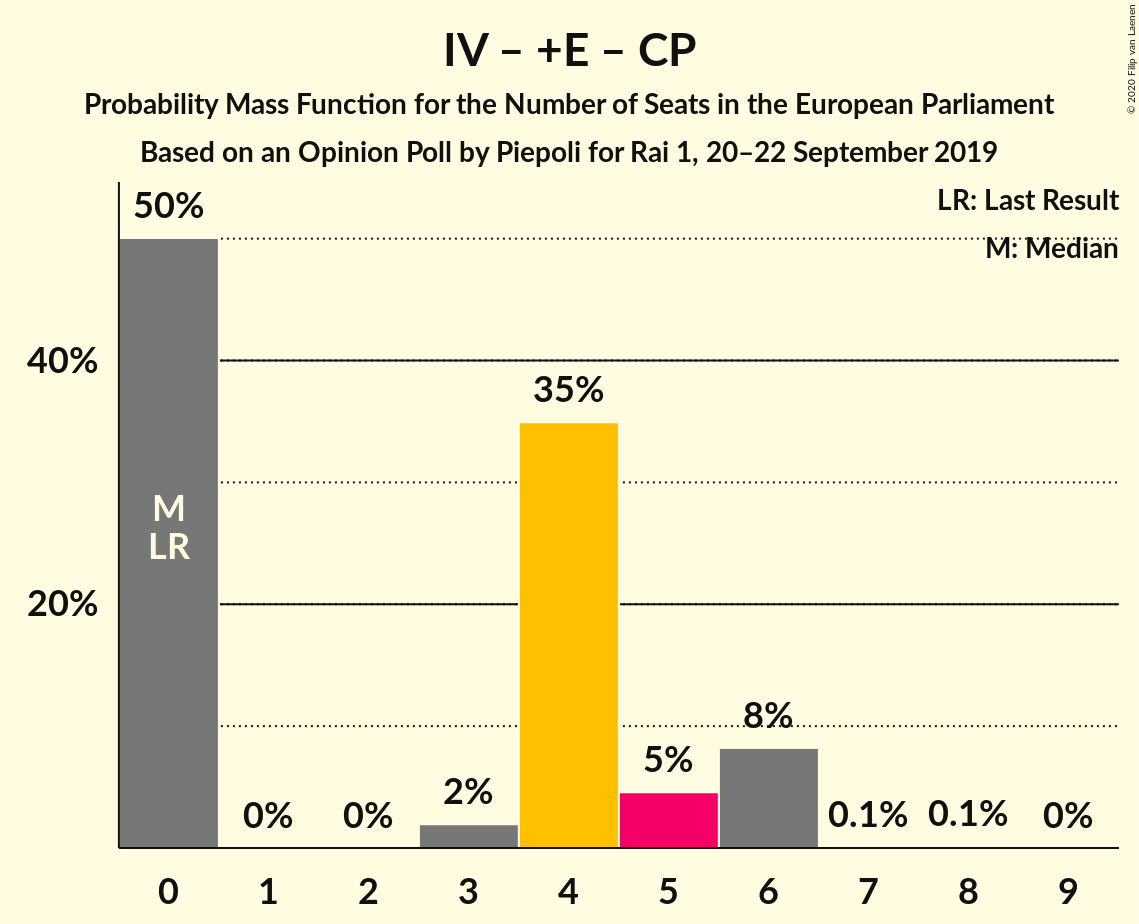 IV – +E – CP
Probability Mass Function for the Number of Seats in the European Parliament
Based on an Opinion Poll by Piepoli for Rai 1, 20–22 September 2019
© 2020 Filip van Laenen
LR: Last Result
M: Median
50%
40%
35%
M
LR
20%
8%
5%
2%
0%
0%
0.1%
0.1%
0%
0 1 2 3 4 5 6 7 8 9